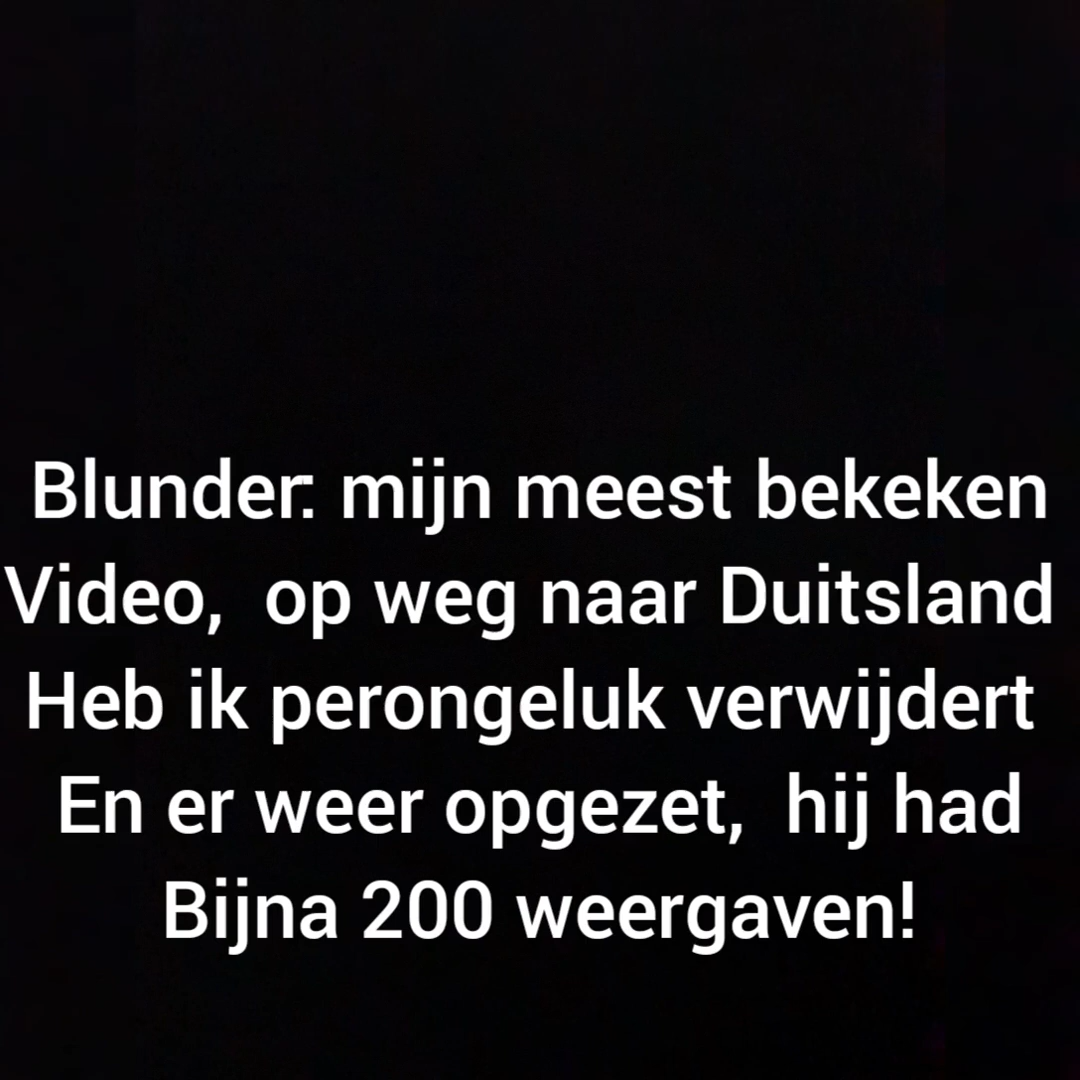 Blunder: mijn meest bekeken
Video, op weg naar Duitsland
Heb ik perongeluk verwijdert
En er weer opgezet, hij had
Bijna 200 weergaven!